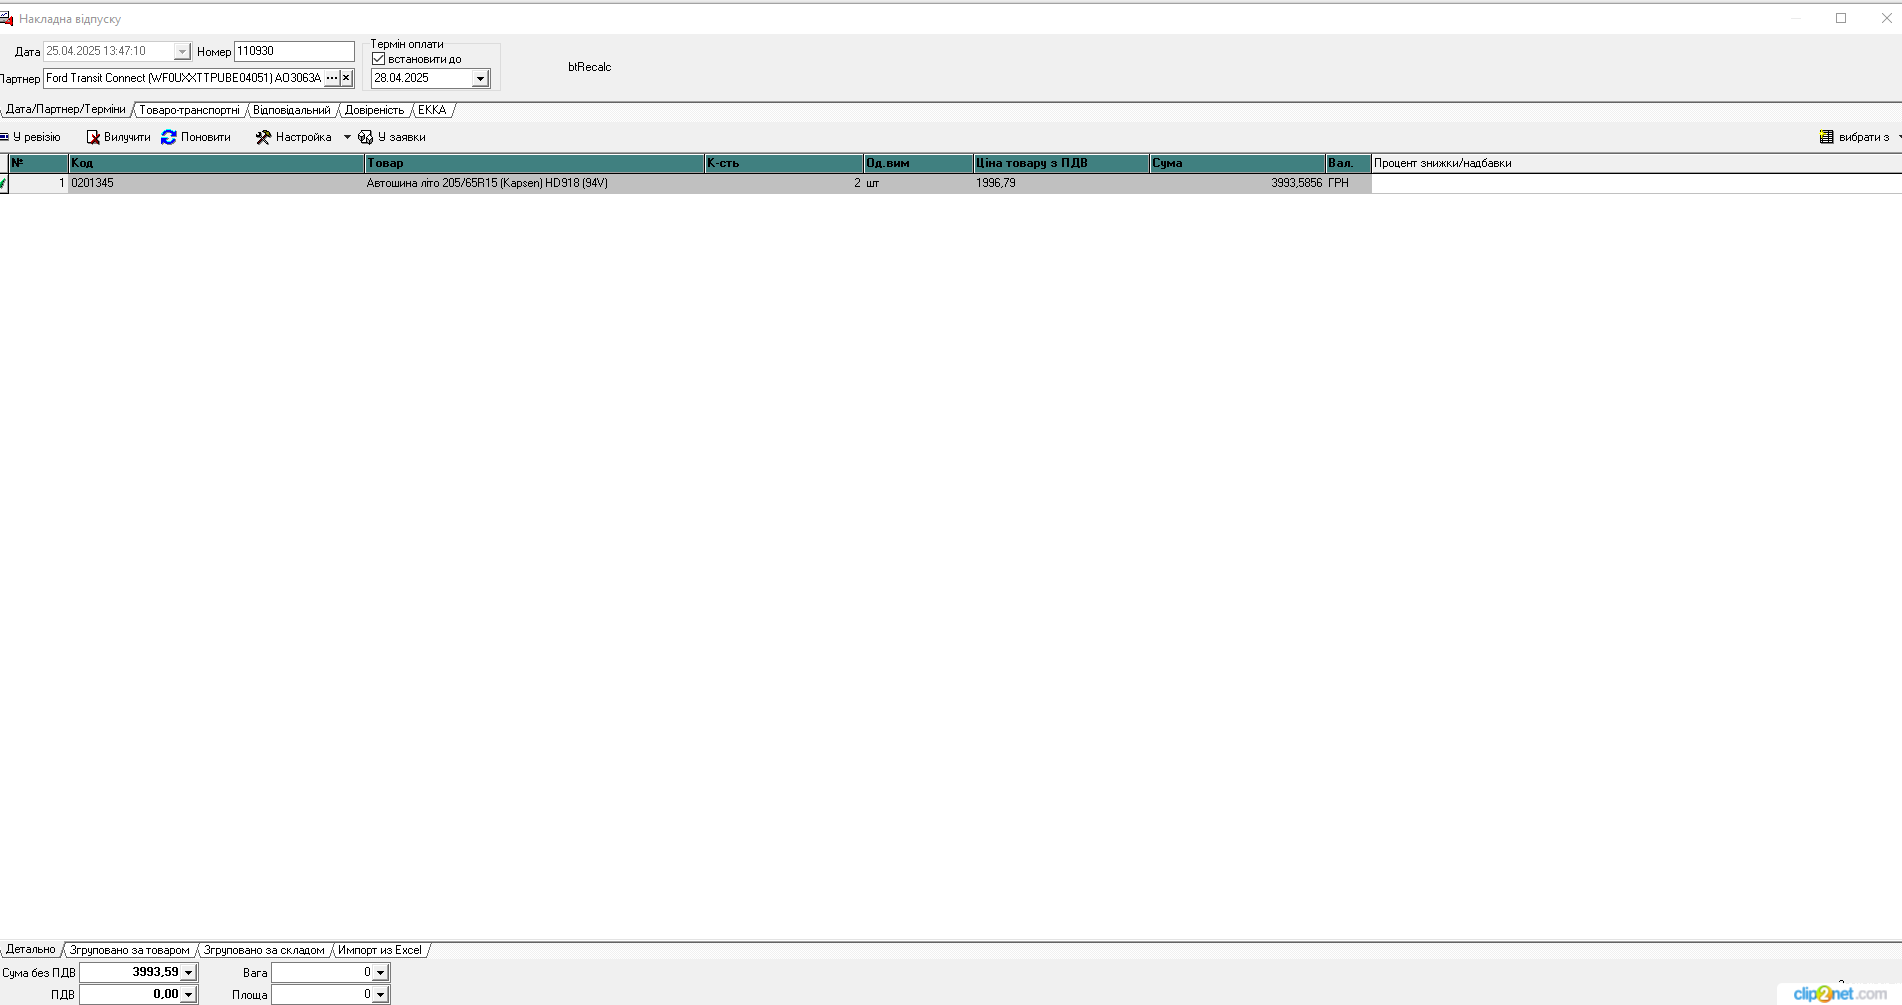 Накладна відпуску
Дата 25.04.2025 13:47:10 Номер 110930 Термін оплати
встановити до
btRecalc
Партнер Ford Transit Connect (WF0UXXTTPUBE04051) AO3063A 28.04.2025
Дата/Партнер/Терміни Товаро-транспортні Відповідальний Довіреність ЕККА
У ревізію Вилучити Поновити Настройка У заявки вибрати з
№ Код Товар К-сть Од.вим Ціна товару з ПДВ Сума Вал. Процент знижки/надбавки
1 0201345 Автошина літо 205/65R15 (Kapsen) HD918 (94V) 2 шт 1996,79 3993,5856 ГРН
Детально Згруповано за товаром Згруповано за складом Импорт из Excel
Сума без ПДВ 3993,59 Вага 0
ПДВ 0,00 Площа 0
clip2net.com